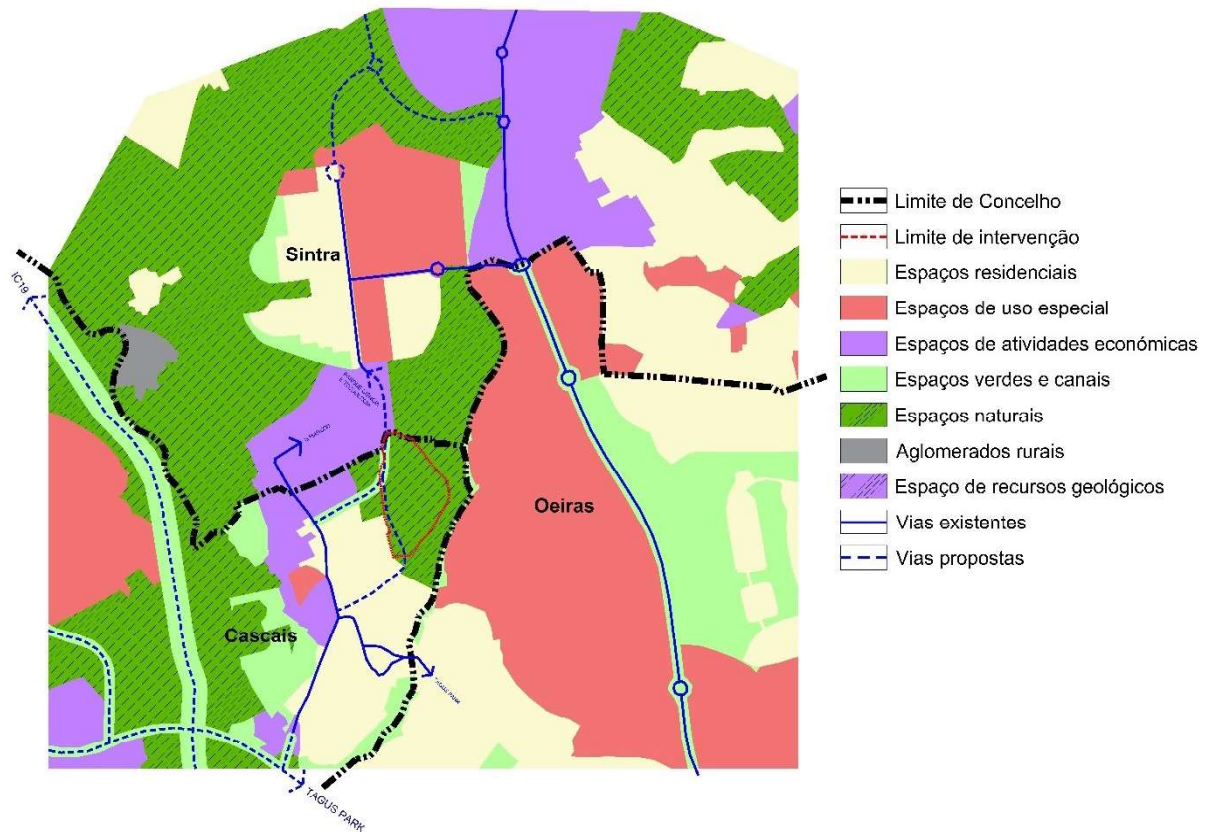 Limite de Concelho
Limite de intervenção
Espaços residenciais
Espaços de uso especial
Espaços de atividades económicas
Espaços verdes e canais
Espaços naturais
Aglomerados rurais
Espaço de recursos geológicos
Vias existentes
Vias propostas
Sintra
IC19
Oeiras
Cascais
TAGUS PARK
TAGUS PARK